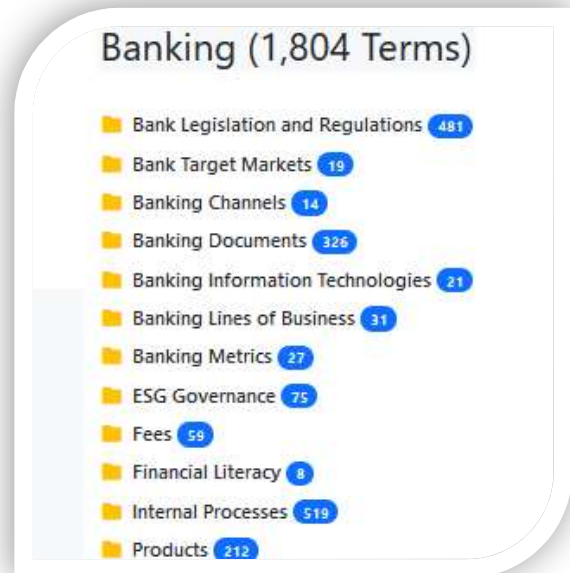 Banking (1,804 Terms)
Bank Legislation and Regulations 481
Bank Target Markets 19
Banking Channels 14
Banking Documents 326
Banking Information Technologies 21
Banking Lines of Business 31
Banking Metrics 27
ESG Governance 75
Fees 59
Financial Literacy 8
Internal Processes 519
Products 212